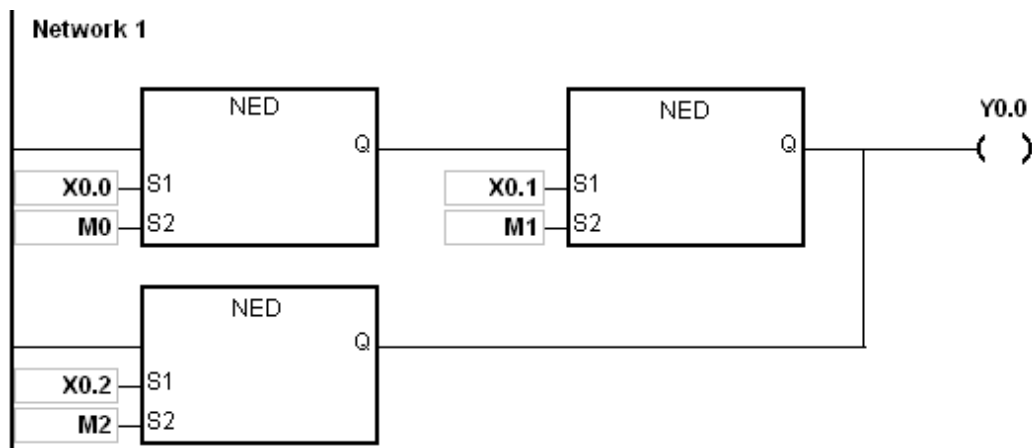 Network 1
NED
NED
Y0.0
Q
Q
X0.0 S1
X0.1 S1
M0 S2
M1 S2
NED
Q
X0.2 S1
M2 S2